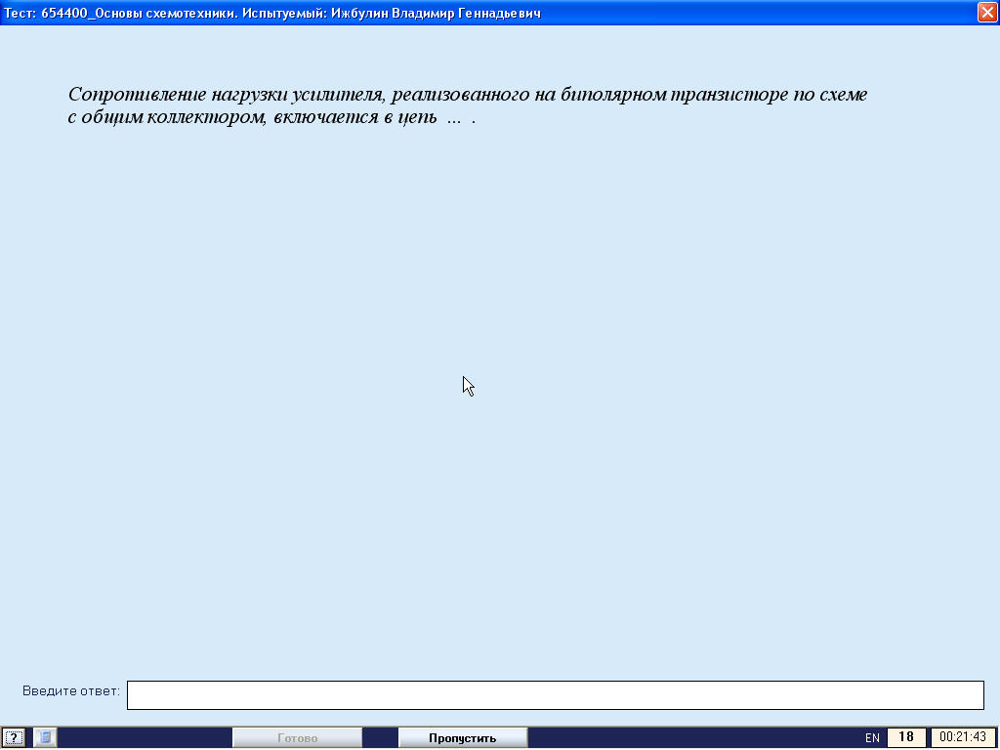 Тест: 654400_Основы схемотехники. Испытуемый: Ижбулин Владимир Геннадьевич
Сопротивление нагрузки усилителя, реализованного на биполярном транзисторе по схеме
с общим коллектором, включается в цепь ... .
Введите ответ:
? Готово Пропустить EN 18 00:21:43